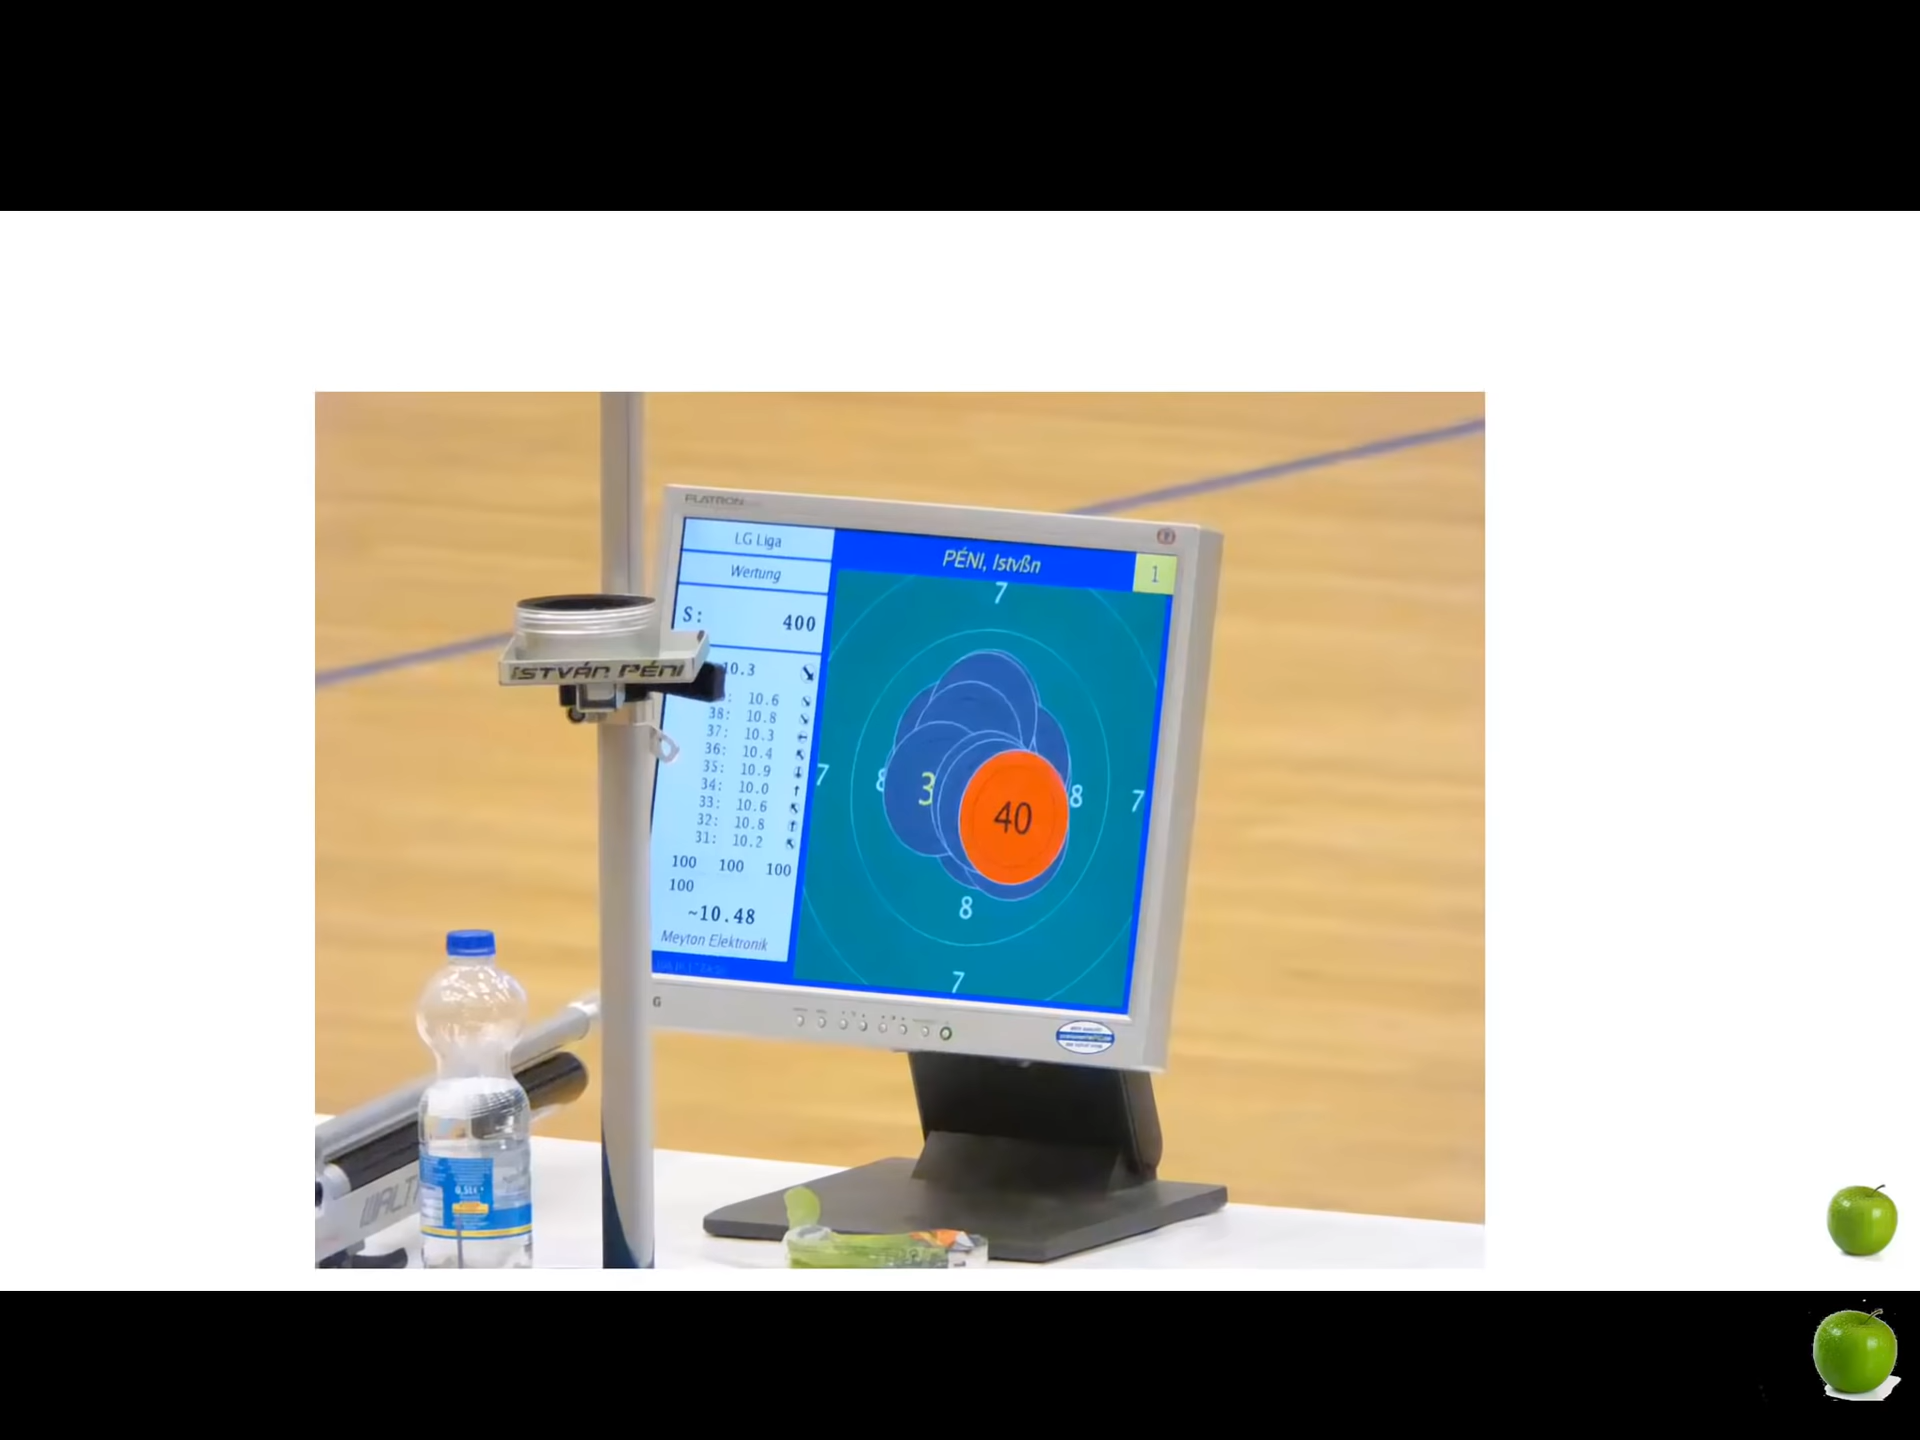 FLATRON
LG Liga
Wertung
S: 400
10.3
: 10.6
38: 10.8
37: 10.3
36: 10.4
35: 10.9
34: 10.0
33: 10.6
32: 10.8
31: 10.2
100 100 100
100
~10.48
Meyton Elektronik
PÉNI, Istvßn
1
7
7 8 3 40 8 7
8
7
ISTVÁN PÉNI
G
0,5L